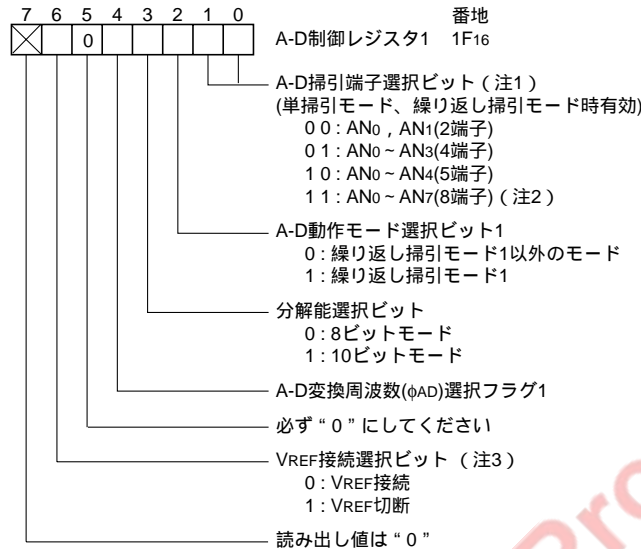 7 6 5 4 3 2 1 0
番地
0
A-D制御レジスタ1 1F16
A-D掃引端子選択ビット（注1）
(単掃引モード、繰り返し掃引モード時有効)
0 0 : AN0 , AN1(2端子)
0 1 : AN0 ~ AN3(4端子)
1 0 : AN0 ~ AN4(5端子)
1 1 : AN0 ~ AN7(8端子)（注2）
A-D動作モード選択ビット1
0 : 繰り返し掃引モード1以外のモード
1 : 繰り返し掃引モード1
分解能選択ビット
0 : 8ビットモード
1 : 10ビットモード
A-D変換周波数(ϕAD)選択フラグ1
必ず“ 0 ”にしてください
VREF接続選択ビット（注3）
0 : VREF接続
1 : VREF切断
読み出し値は“ 0 ”
Pro